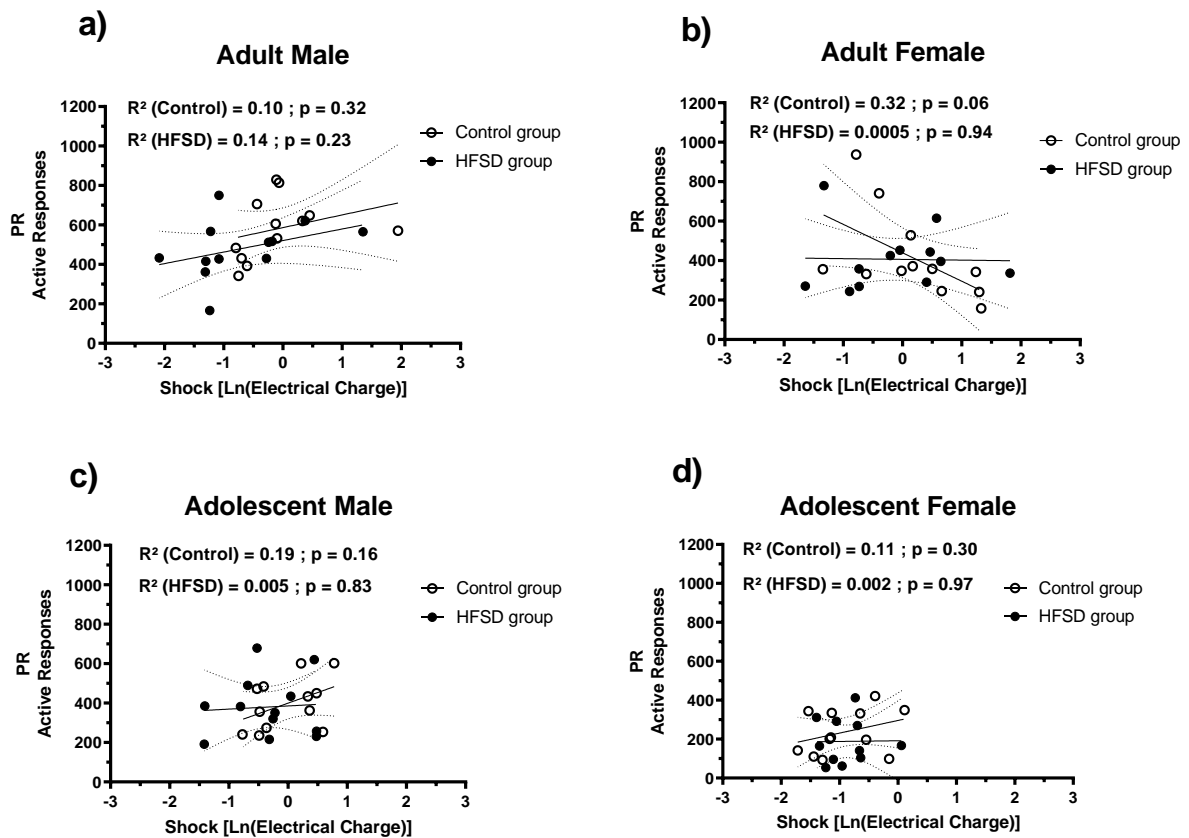 a)
Adult Male
R² (Control) = 0.10 ; p = 0.32
R² (HFSD) = 0.14 ; p = 0.23
Control group
HFSD group
PR
Active Responses
1200
1000
800
600
400
200
0
-3 -2 -1 0 1 2 3
Shock [Ln(Electrical Charge)]
b)
Adult Female
R² (Control) = 0.32 ; p = 0.06
R² (HFSD) = 0.0005 ; p = 0.94
Control group
HFSD group
PR
Active Responses
1200
1000
800
600
400
200
0
-3 -2 -1 0 1 2 3
Shock [Ln(Electrical Charge)]
c)
Adolescent Male
R² (Control) = 0.19 ; p = 0.16
R² (HFSD) = 0.005 ; p = 0.83
Control group
HFSD group
PR
Active Responses
1200
1000
800
600
400
200
0
-3 -2 -1 0 1 2 3
Shock [Ln(Electrical Charge)]
d)
Adolescent Female
R² (Control) = 0.11 ; p = 0.30
R² (HFSD) = 0.002 ; p = 0.97
Control group
HFSD group
PR
Active Responses
1200
1000
800
600
400
200
0
-3 -2 -1 0 1 2 3
Shock [Ln(Electrical Charge)]